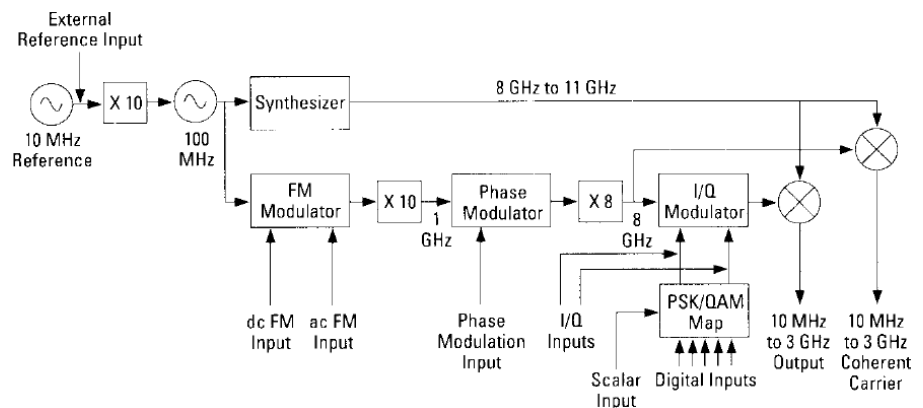 External
Reference Input
X 10
Synthesizer
8 GHz to 11 GHz
10 MHz
Reference
100
MHz
FM
Modulator
X 10
1
GHz
Phase
Modulator
X 8
8
GHz
I/Q
Modulator
dc FM
Input
ac FM
Input
Phase
Modulation
Input
I/Q
Inputs
PSK/QAM
Map
Scalar
Input
Digital Inputs
10 MHz
to 3 GHz
Output
10 MHz
to 3 GHz
Coherent
Carrier